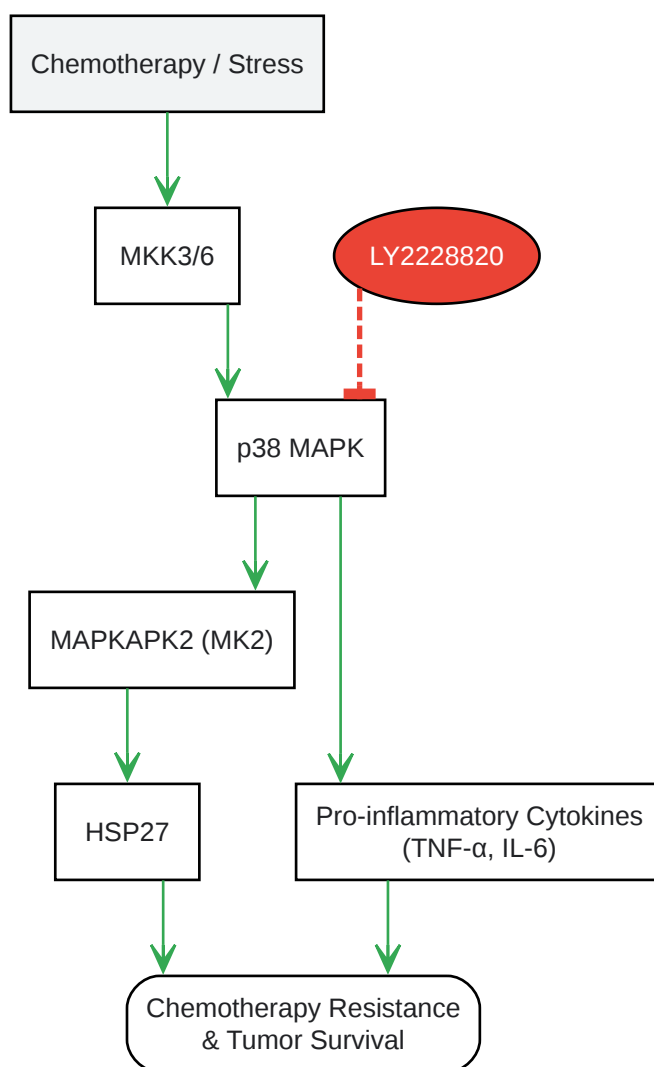 Chemotherapy / Stress
MKK3/6
LY2228820
p38 MAPK
MAPKAPK2 (MK2)
HSP27
Pro-inflammatory Cytokines
(TNF-α, IL-6)
Chemotherapy Resistance
& Tumor Survival